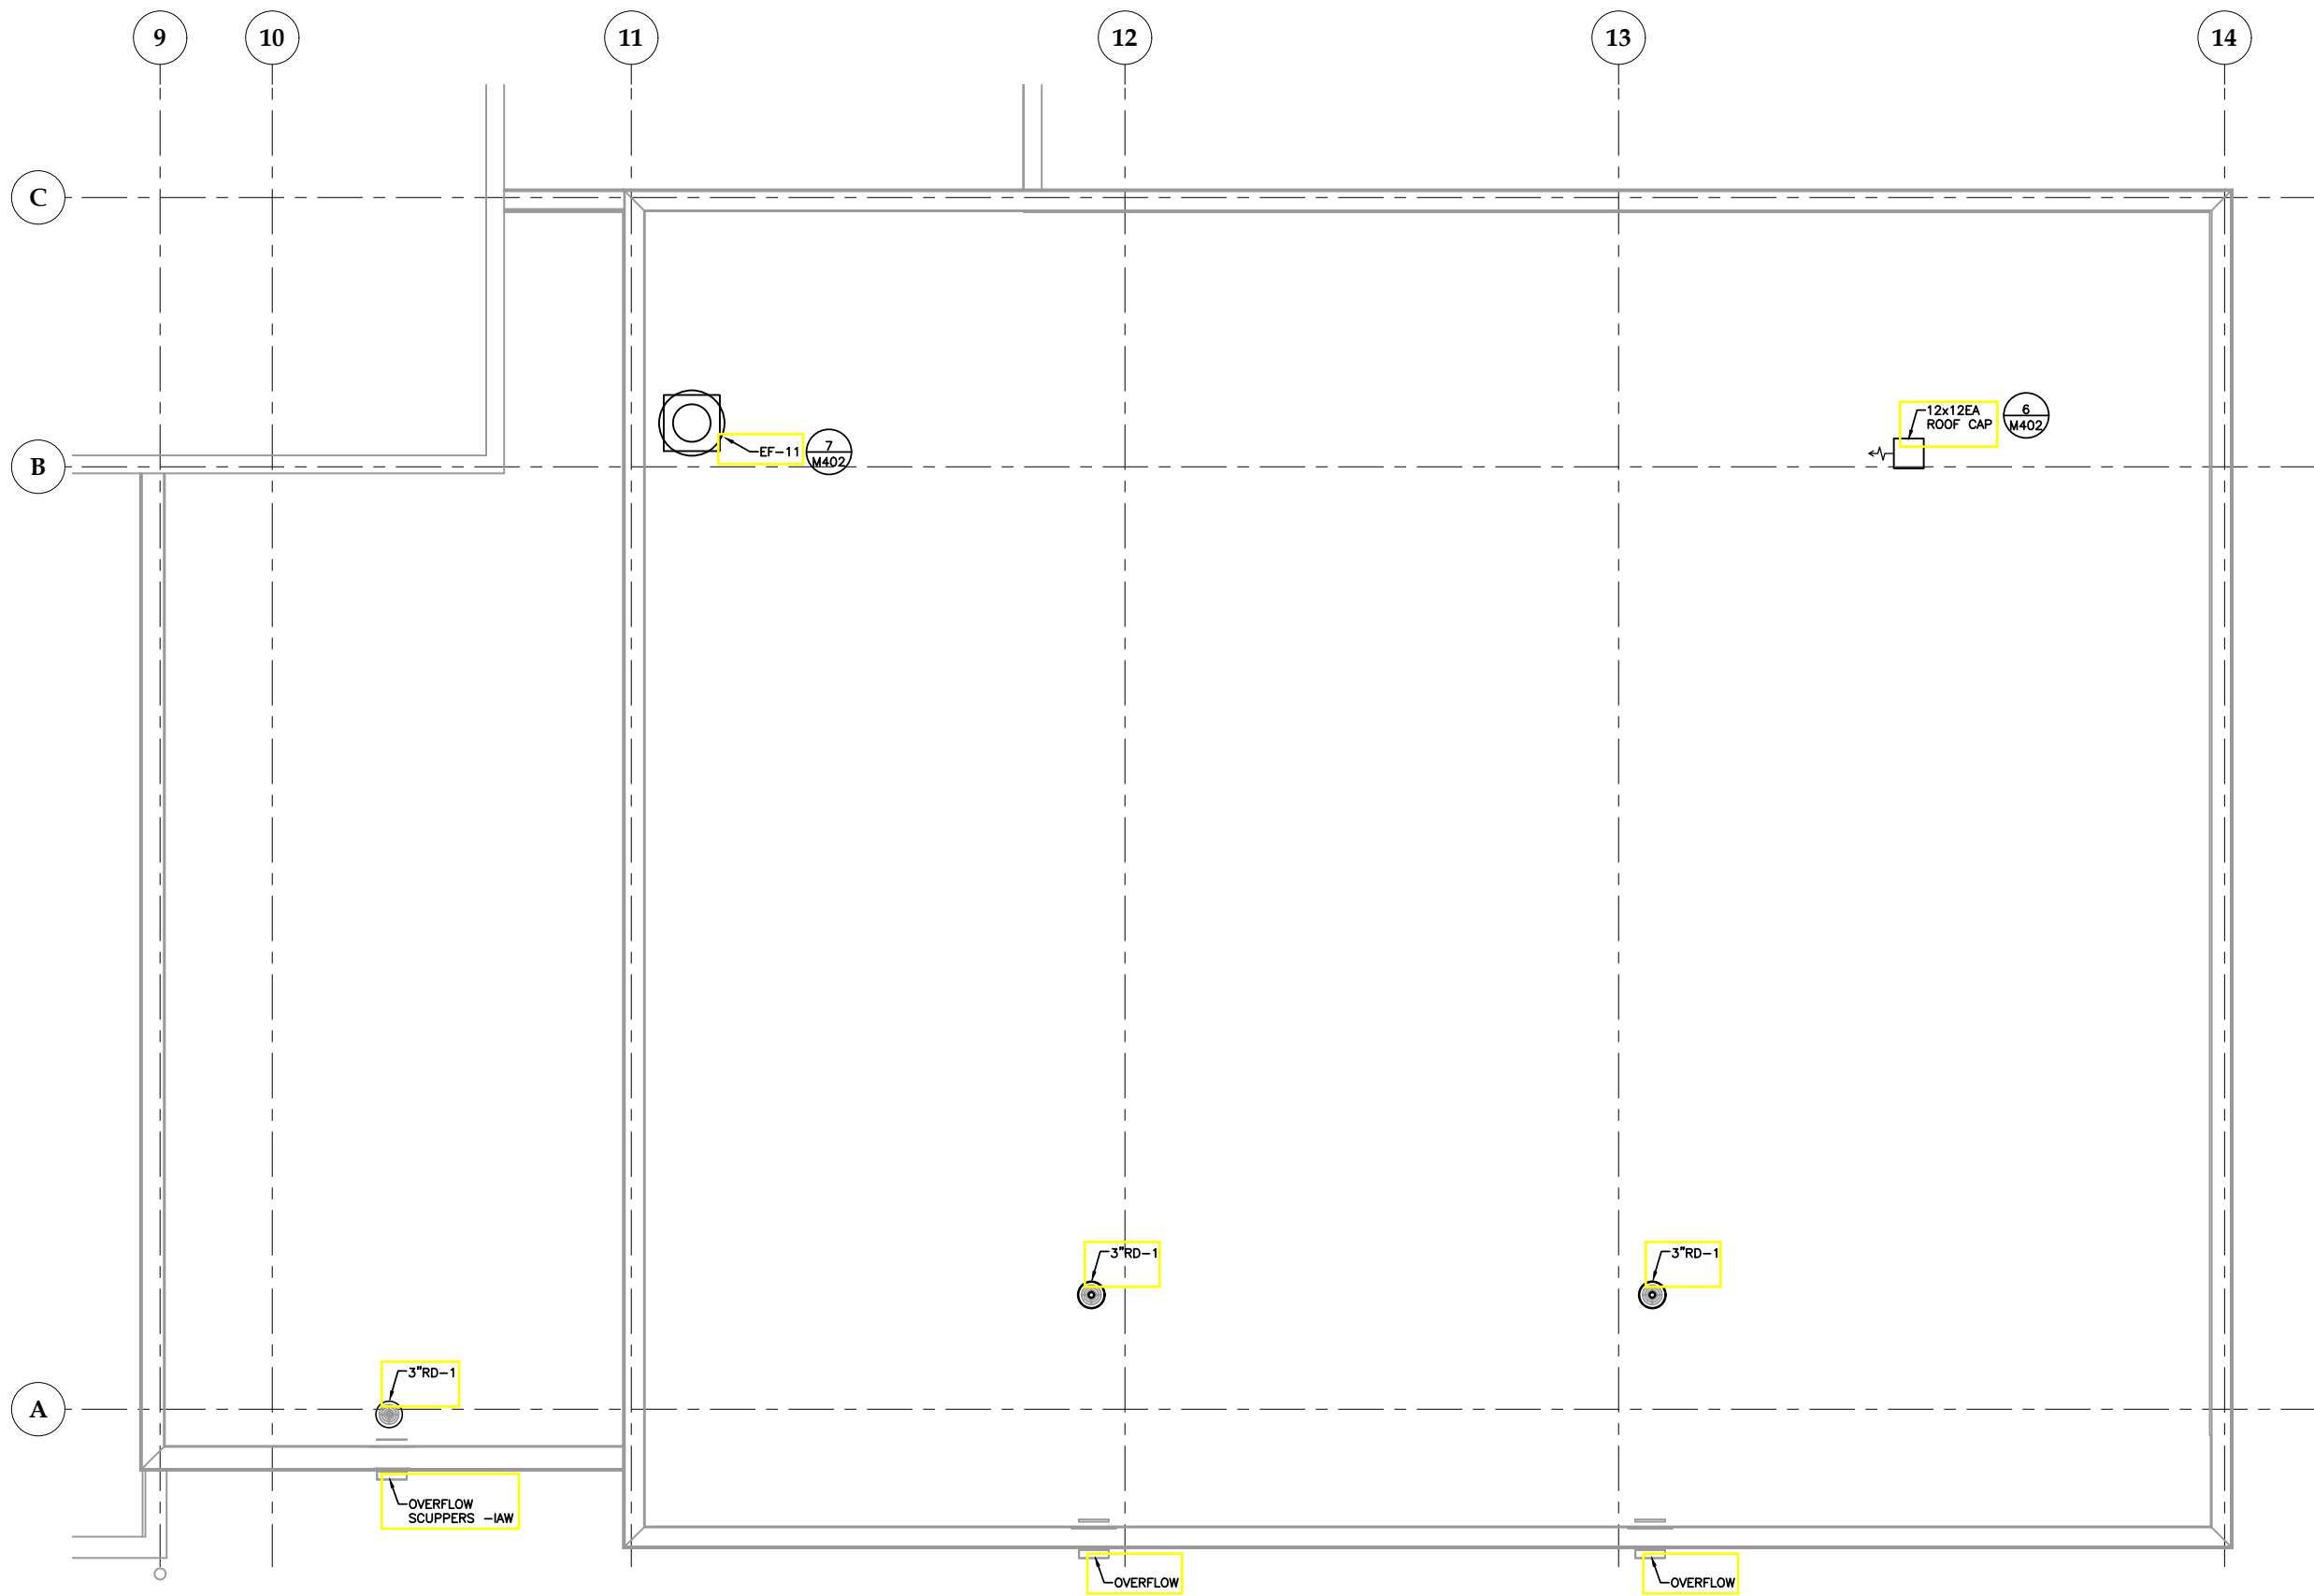 9
10
11
12
13
14
C
12x12EA
ROOF CAP
6
M402
EF-11
7
M402
B
3"RD-1
3"RD-1
3"RD-1
A
OVERFLOW
SCUPPERS -IAW
OVERFLOW
OVERFLOW